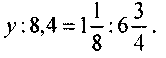 y : 8,4 = 1 1/8 : 6 3/4 .